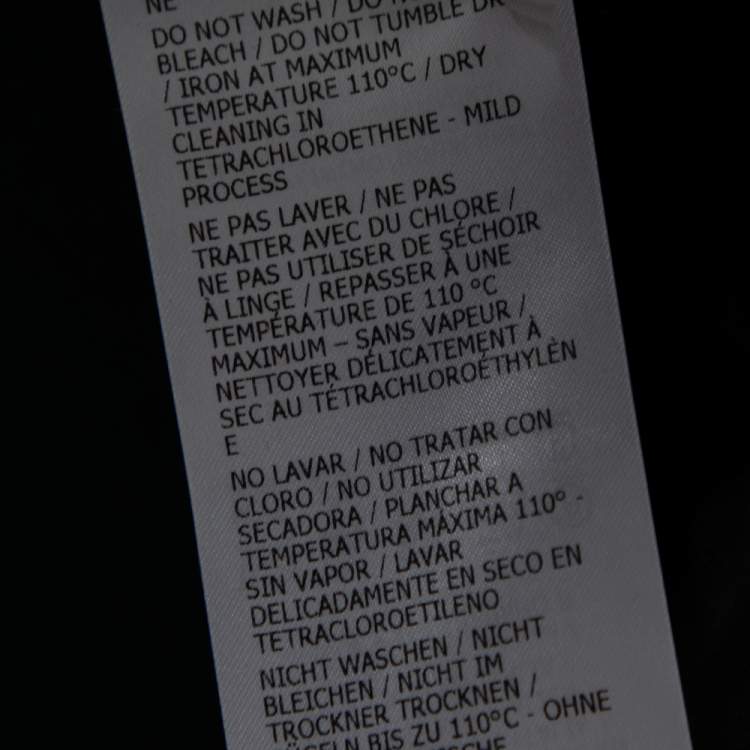 NE
DO NOT WASH / DO
BLEACH / DO NOT TUMBLE
/ IRON AT MAXIMUM
TEMPERATURE 110°C / DRY
CLEANING IN
TETRACHLOROETHENE - MILD
PROCESS
NE PAS LAVER / NE PAS
TRAITER AVEC DU CHLORE /
NE PAS UTILISER DE SÉCHOIR
À LINGE / REPASSER À UNE
TEMPÉRATURE DE 110 °C
MAXIMUM – SANS VAPEUR /
NETTOYER DÉLICATEMENT À
SEC AU TÉTRACHLOROÉTHYLÈN
E
NO LAVAR / NO TRATAR CON
CLORO / NO UTILIZAR
SECADORA / PLANCHAR A
TEMPERATURA MÁXIMA 110° -
SIN VAPOR / LAVAR
DELICADAMENTE EN SECO EN
TETRACLOROETILENO
NICHT WASCHEN / NICHT
BLEICHEN / NICHT IM
TROCKNER TROCKNEN /
BIS ZU 110°C - OHNE